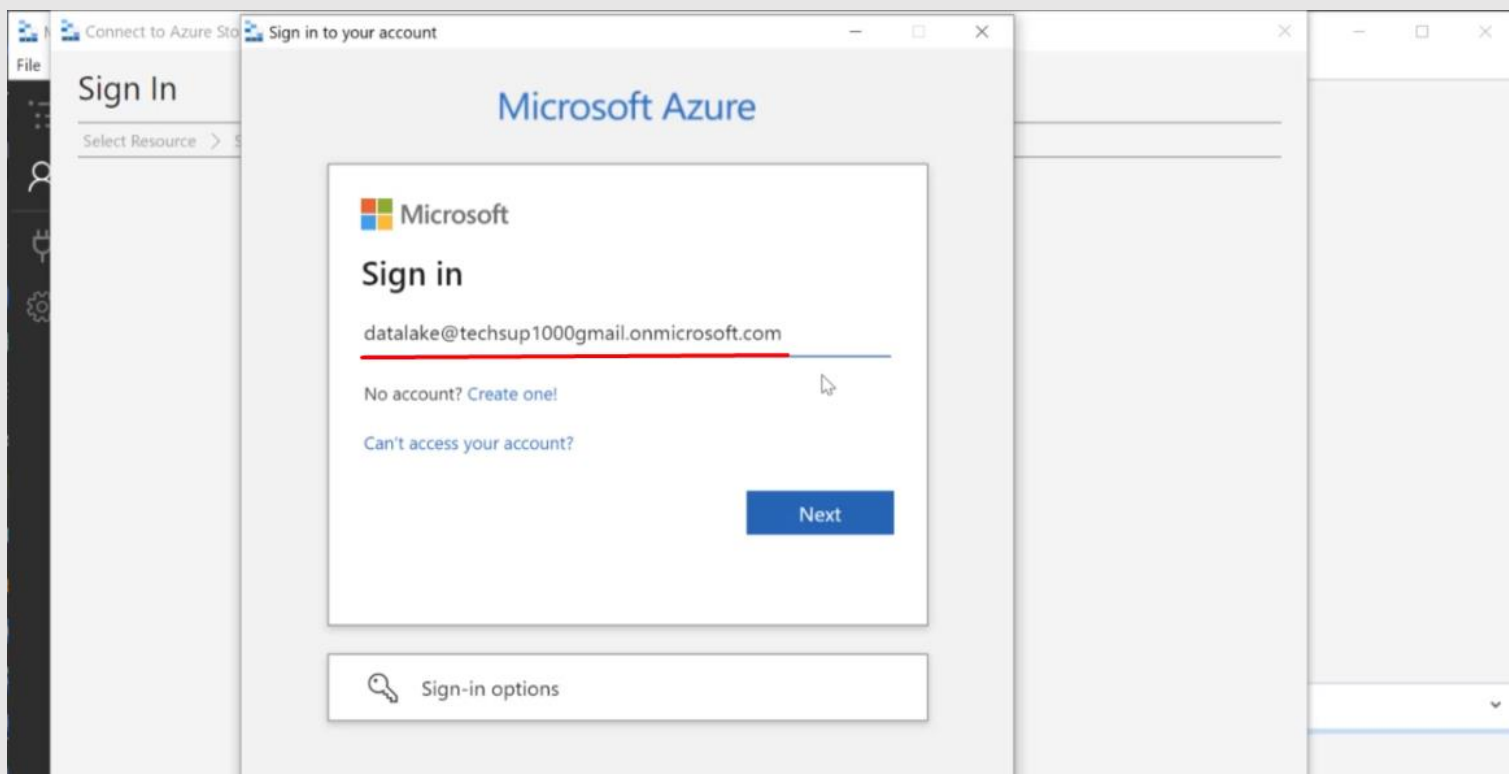 Connect to Azure Sto
Sign in to your account
File
Sign In
Microsoft Azure
Select Resource
Microsoft
Sign in
datalake@techsup1000gmail.onmicrosoft.com
No account? Create one!
Can't access your account?
Next
Sign-in options